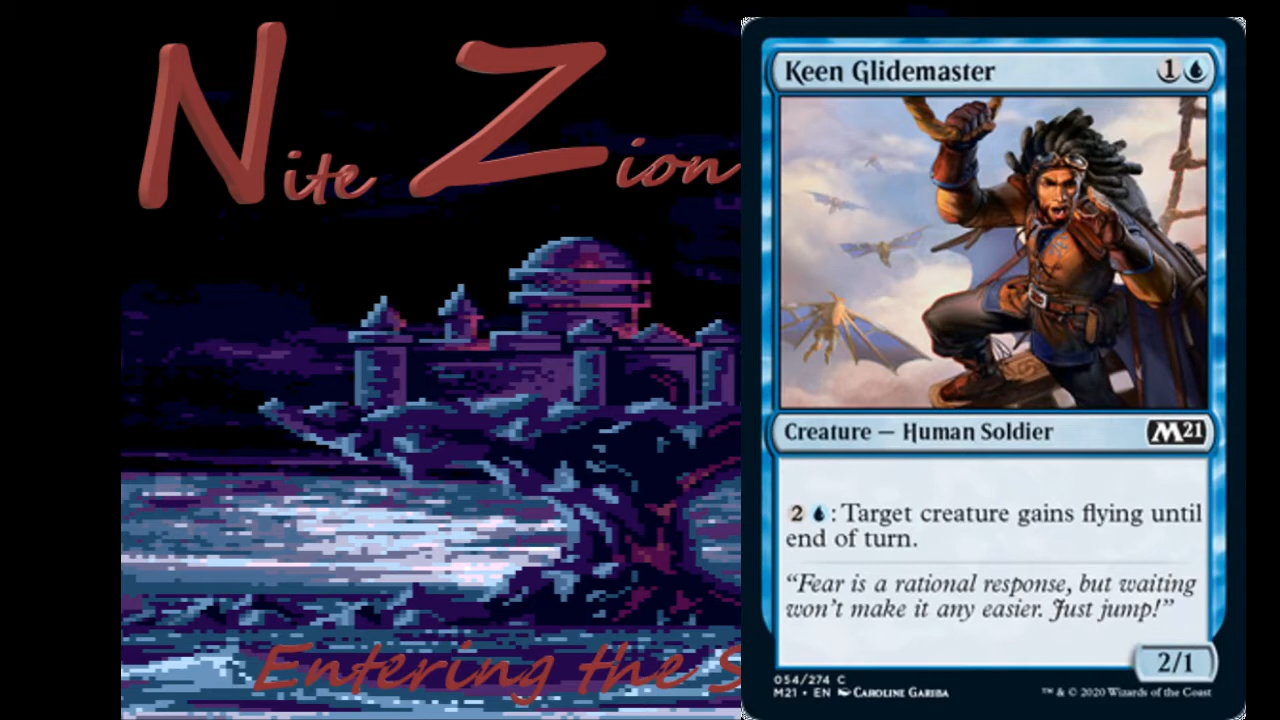 Nite Zion
Entering the S
Keen Glidemaster 1
Creature — Human Soldier M21
2 : Target creature gains flying until
end of turn.
“Fear is a rational response, but waiting
won’t make it any easier. Just jump!”
2/1
054/274 C
M21 • EN Caroline Gariba
™ & © 2020 Wizards of the Coast